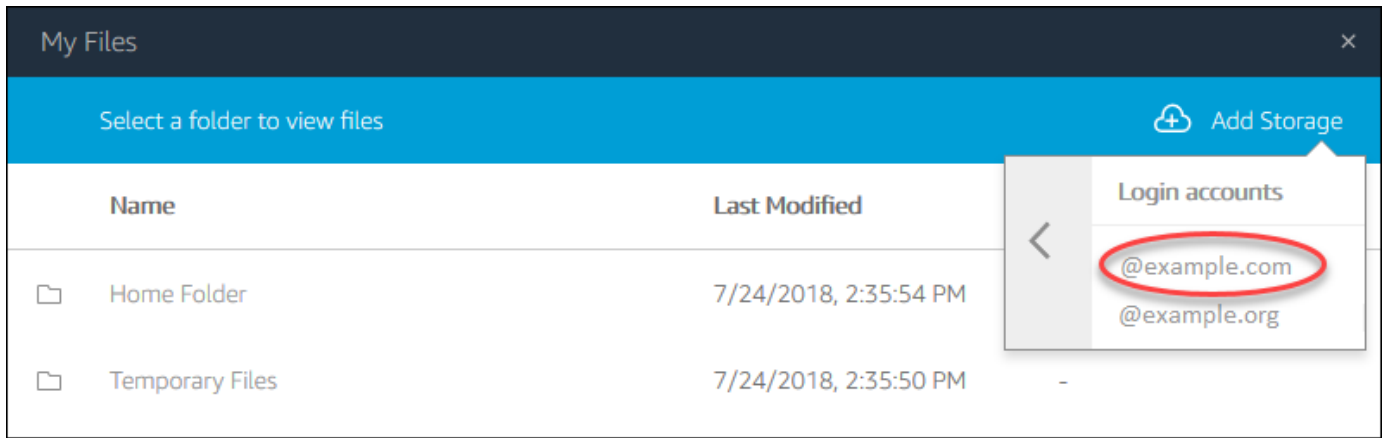 My Files ×
Select a folder to view files Add Storage
Login accounts
@example.com
@example.org
Name Last Modified
Home Folder 7/24/2018, 2:35:54 PM
Temporary Files 7/24/2018, 2:35:50 PM -